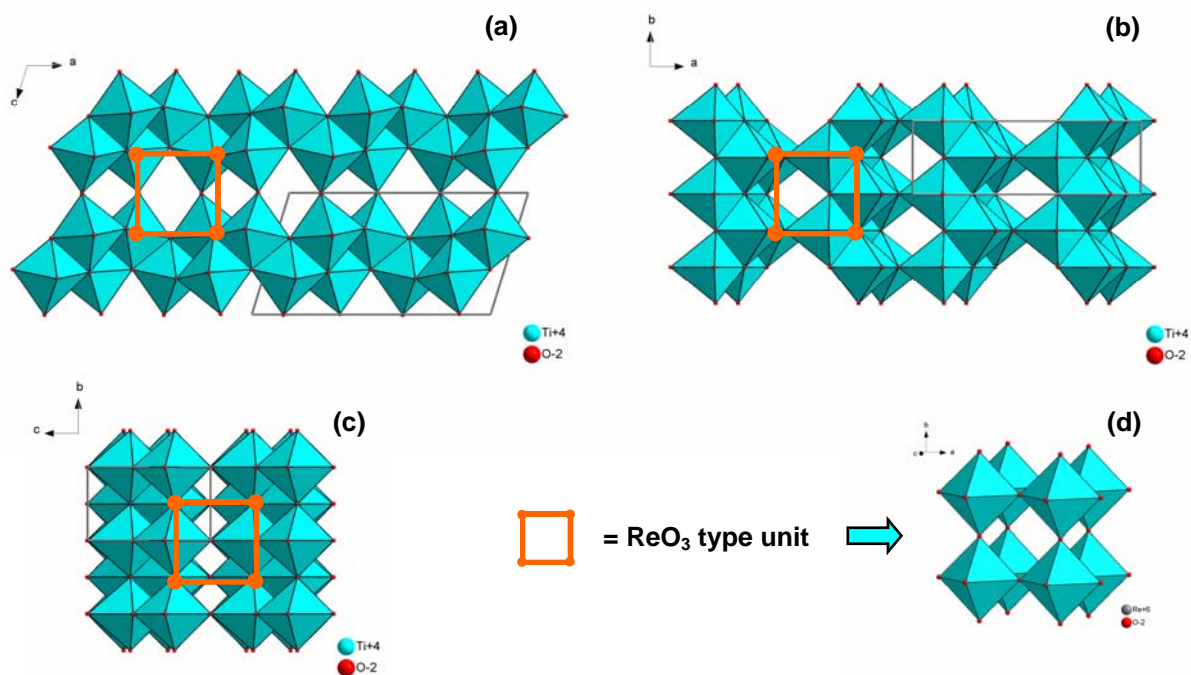 (a)
a
c
Ti+4
O-2
(b)
b
a
Ti+4
O-2
(c)
b
c
Ti+4
O-2
= ReO₃ type unit
(d)
b
c
a
Re+6
O-2